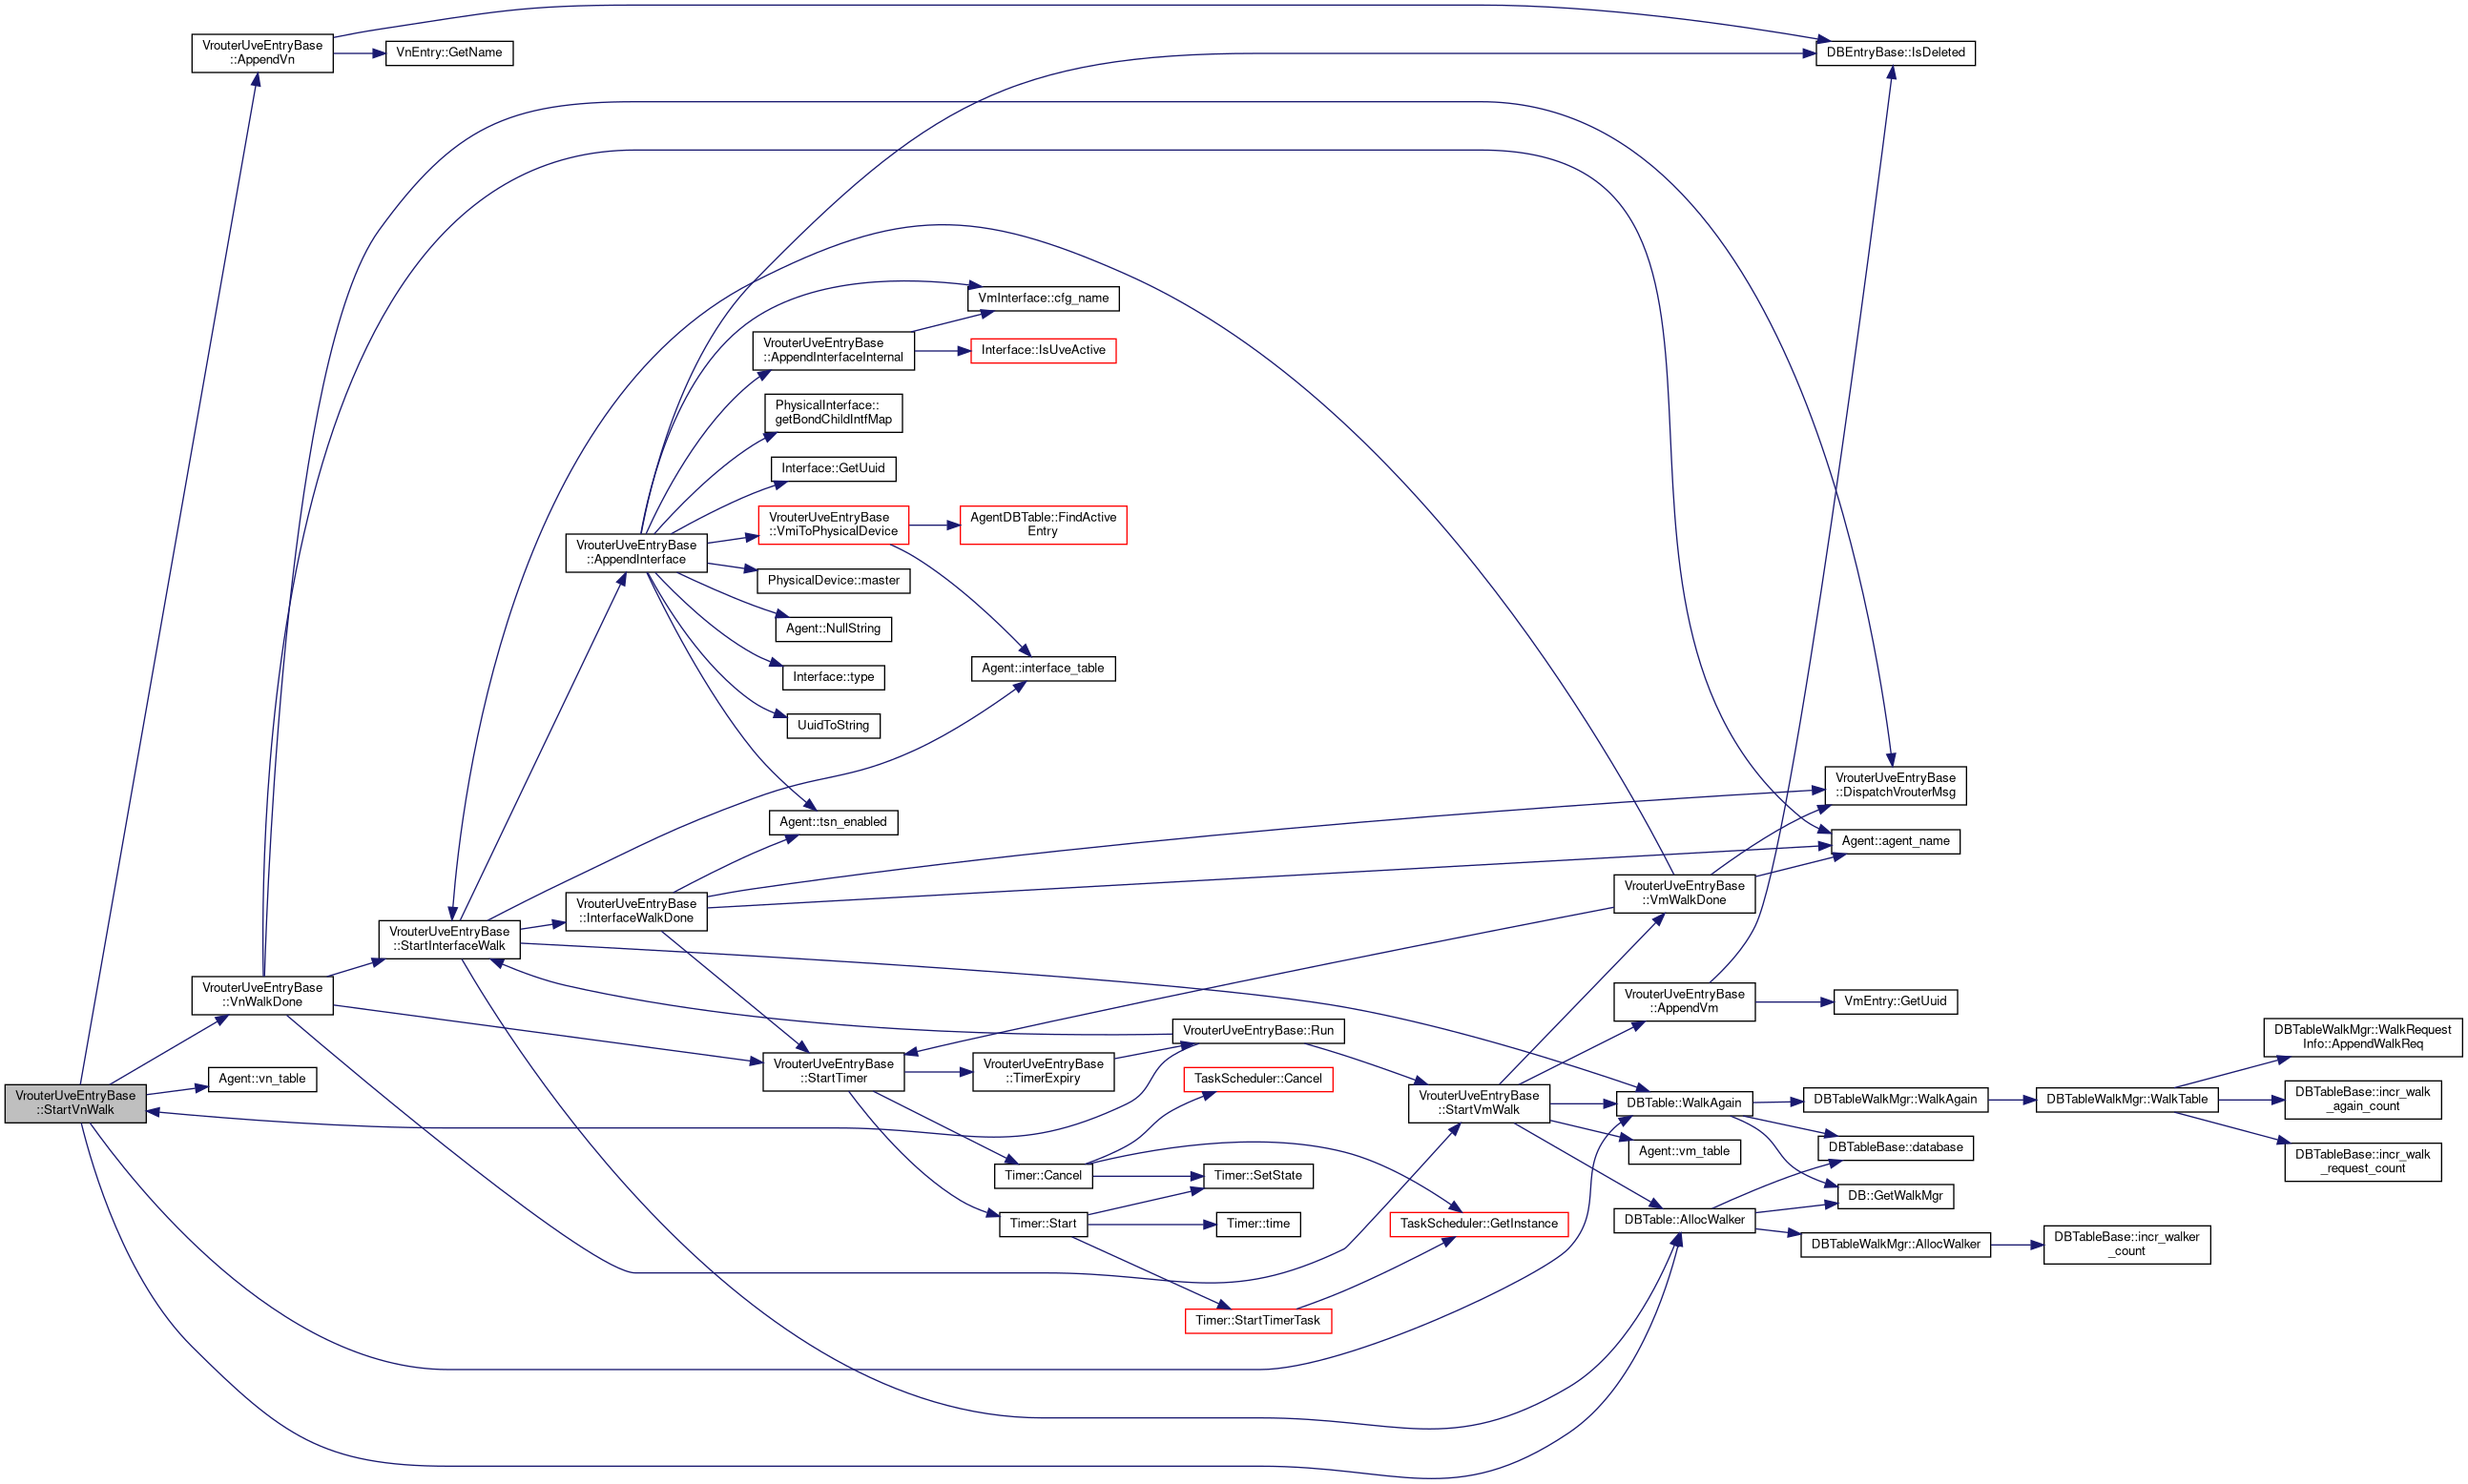 VrouterUveEntryBase
::StartVnWalk
VrouterUveEntryBase
::AppendVn
VnEntry::GetName
DBEntryBase::IsDeleted
VmInterface::cfg_name
VrouterUveEntryBase
::AppendInterfaceInternal
Interface::IsUveActive
PhysicalInterface::
getBondChildIntfMap
Interface::GetUuid
VrouterUveEntryBase
::VmiToPhysicalDevice
AgentDBTable::FindActive
Entry
VrouterUveEntryBase
::AppendInterface
PhysicalDevice::master
Agent::NullString
Agent::interface_table
Interface::type
UuidToString
Agent::tsn_enabled
VrouterUveEntryBase
::DispatchVrouterMsg
Agent::agent_name
VrouterUveEntryBase
::VmWalkDone
VrouterUveEntryBase
::InterfaceWalkDone
VrouterUveEntryBase
::StartInterfaceWalk
VrouterUveEntryBase
::VnWalkDone
VrouterUveEntryBase
::AppendVm
VmEntry::GetUuid
VrouterUveEntryBase::Run
VrouterUveEntryBase
::StartTimer
VrouterUveEntryBase
::TimerExpiry
Agent::vn_table
TaskScheduler::Cancel
VrouterUveEntryBase
::StartVmWalk
DBTable::WalkAgain
DBTableWalkMgr::WalkAgain
DBTableWalkMgr::WalkTable
DBTableWalkMgr::WalkRequest
Info::AppendWalkReq
DBTableBase::incr_walk
_again_count
DBTableBase::incr_walk
_request_count
Agent::vm_table
DBTableBase::database
Timer::Cancel
Timer::SetState
DB::GetWalkMgr
Timer::Start
Timer::time
TaskScheduler::GetInstance
DBTable::AllocWalker
DBTableWalkMgr::AllocWalker
DBTableBase::incr_walker
_count
Timer::StartTimerTask